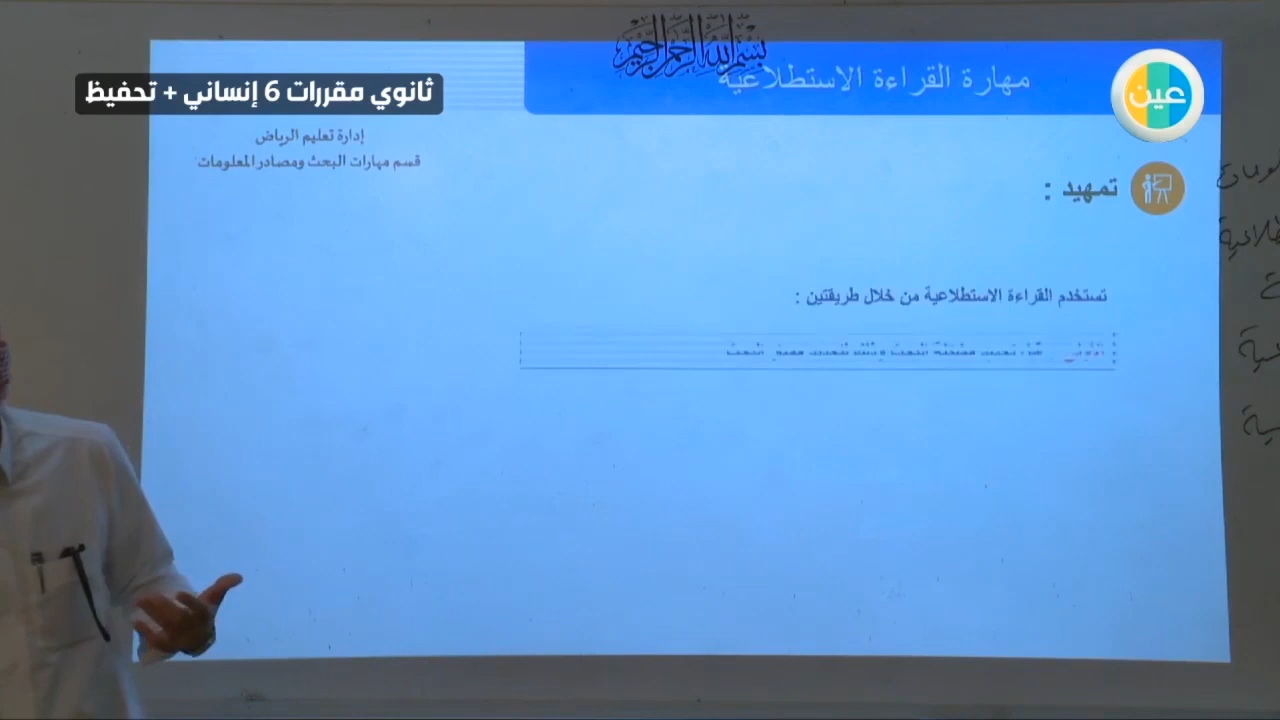 بسم الله الرحمن الرحيم
مهارة القراءة الاستطلاعية
عين
ثانوي مقررات 6 إنساني + تحفيظ
إدارة تعليم الرياض
قسم مهارات البحث ومصادر المعلومات
تمهيد :
تستخدم القراءة الاستطلاعية من خلال طريقتين :